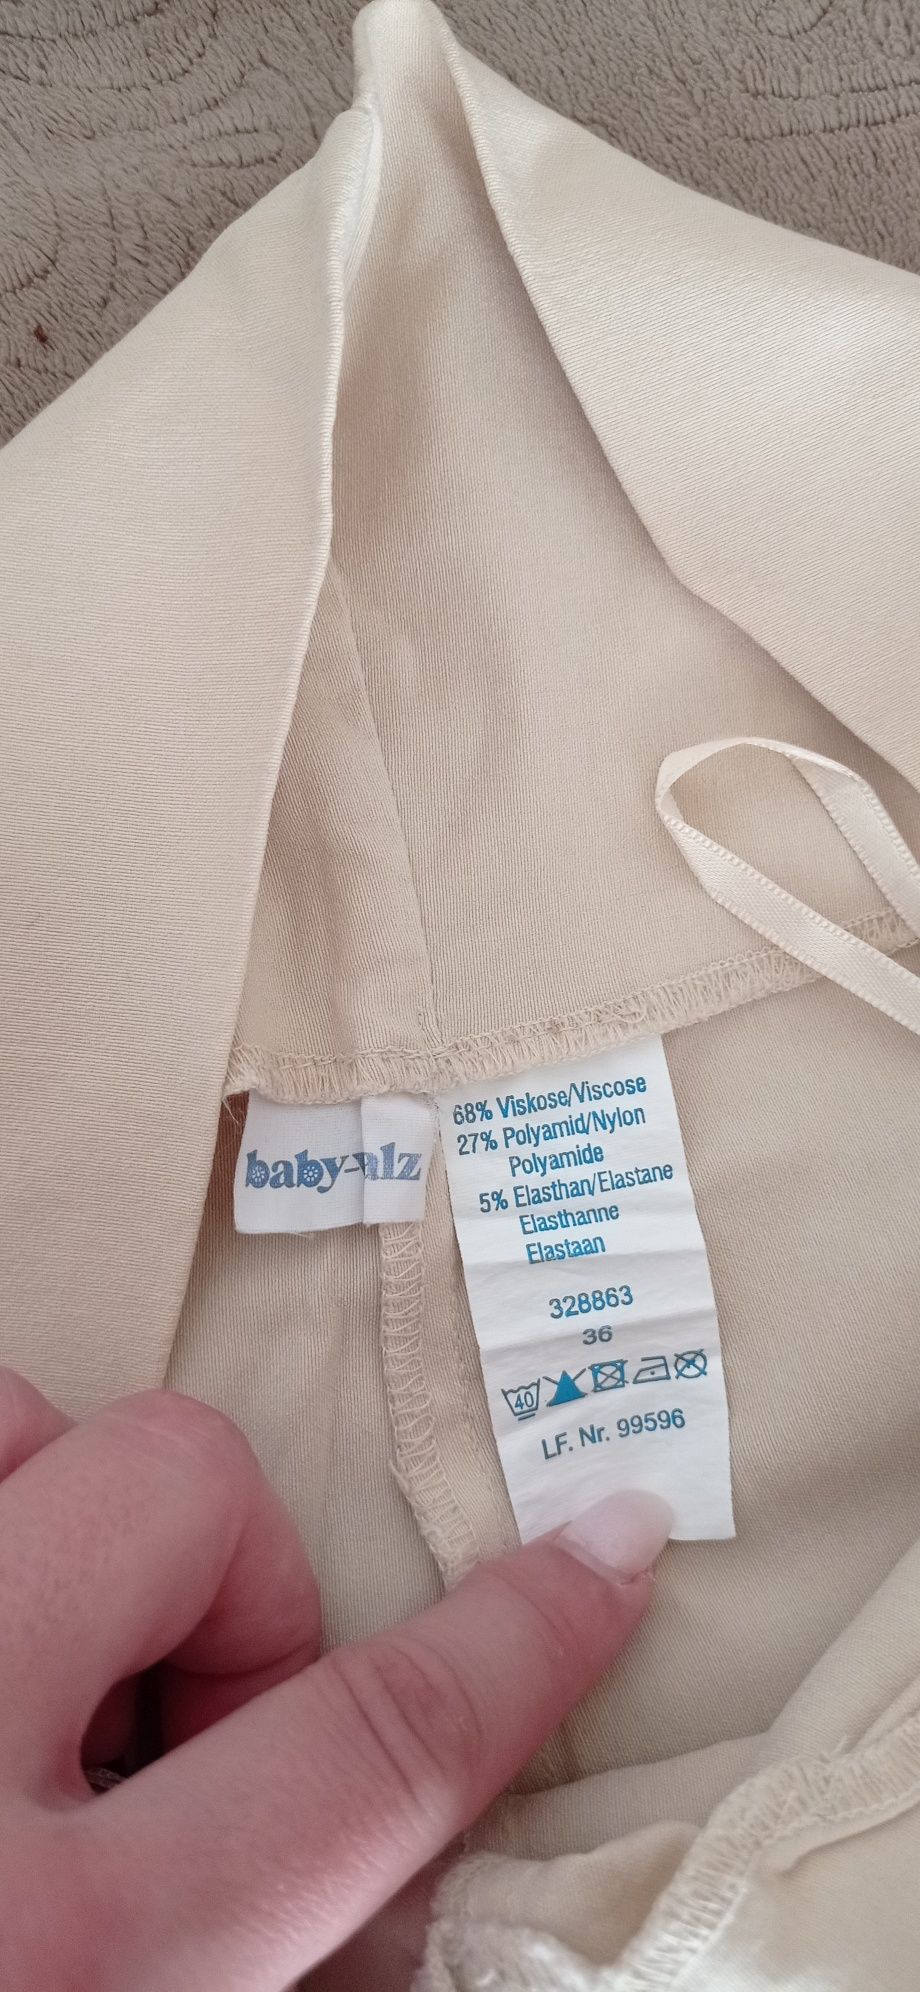 baby-
alz
68% Viskose/Viscose
27% Polyamid/Nylon
Polyamide
5% Elasthan/Elastane
Elasthanne
Elastaan
328863
36
40
LF. Nr. 99596